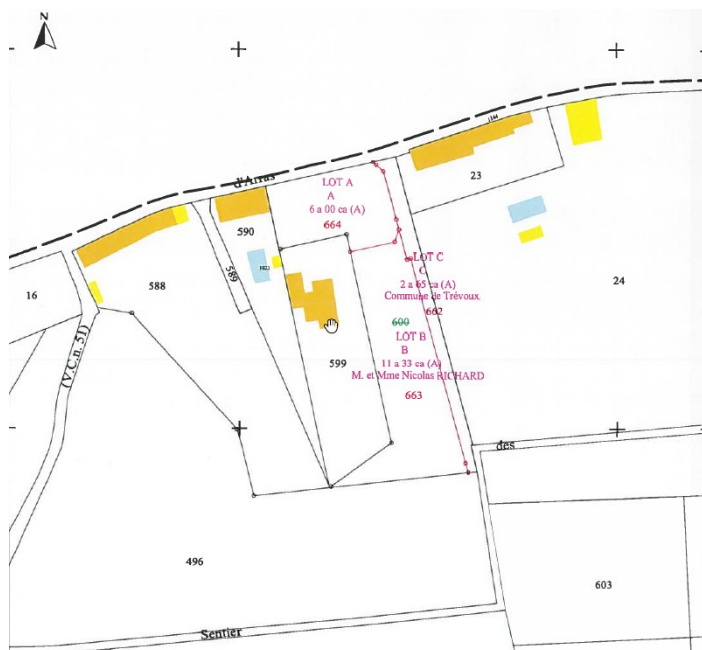 N
1244
d'Arras
23
LOT A
A
6 a 00 ca (A)
664
590
589
LOT C
C
2 a 65 ca (A)
Commune de Trévoux
662
24
16
588
600
LOT B
B
11 a 33 ca (A)
M. et Mme Nicolas RICHARD
599
663
(V.C.n. 51)
des
496
603
Sentier